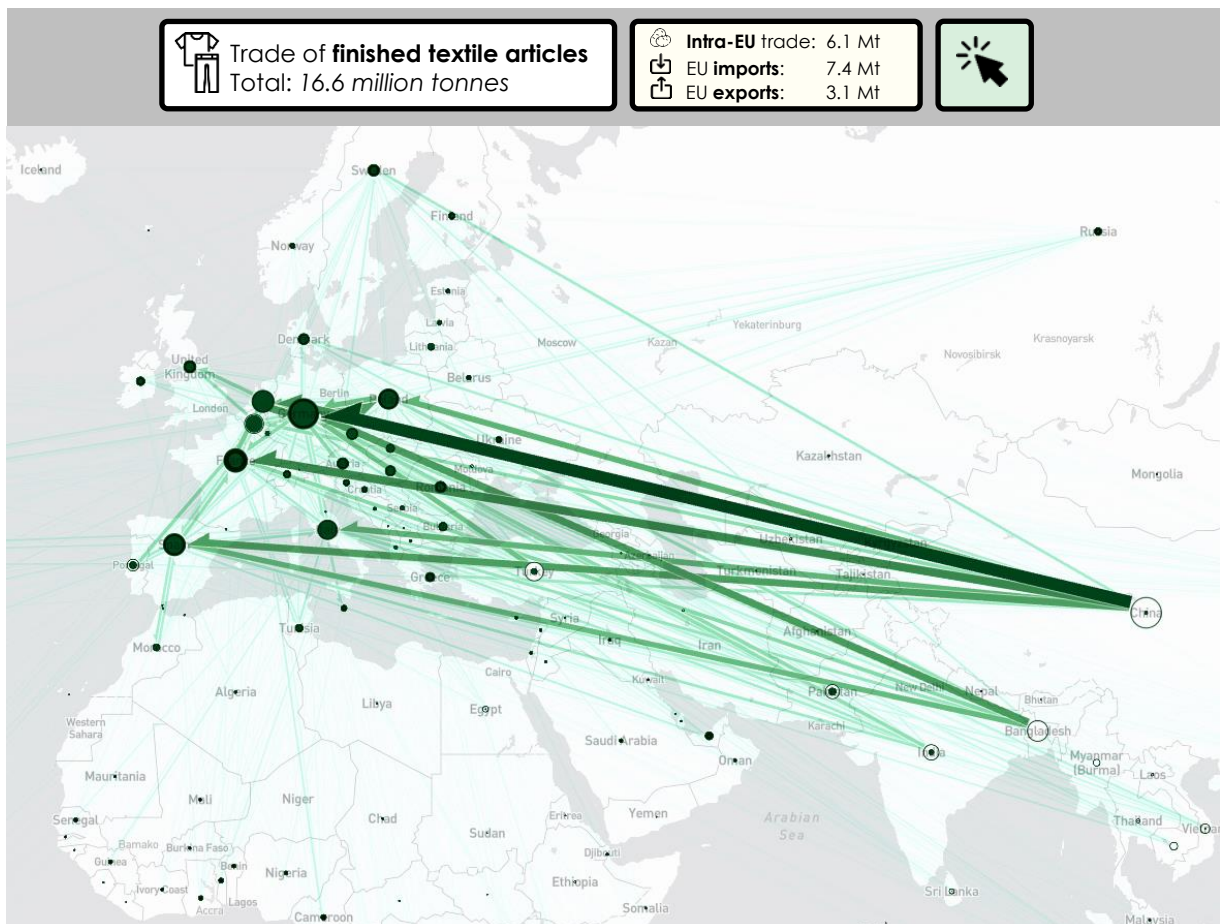 Trade of finished textile articles
Total: 16.6 million tonnes
Intra-EU trade: 6.1 Mt
EU imports: 7.4 Mt
EU exports: 3.1 Mt
Iceland
Sweden
Finland
Norway
Russia
Estonia
Latvia
Denmark
Lithuania
Moscow
Kazan
Yekaterinburg
Krasnoyarsk
Novosibirsk
United
Kingdom
Belarus
Berlin
London
Ukraine
Kazakhstan
Mongolia
Austria
Moldova
Croatia
Romania
Serbia
Bulgaria
Georgia
Uzbekistan
Azerbaijan
Portugal
Greece
Turkey
Turkmenistan
Tajikistan
China
Syria
Tunisia
Iraq
Iran
Afghanistan
Morocco
Cairo
Kuwait
Algeria
Libya
Egypt
Pakistan
New Delhi
Nepal
Bhutan
Western
Sahara
Karachi
Bangladesh
Saudi Arabia
India
Oman
Myanmar
(Burma)
Laos
Mauritania
Mali
Niger
Chad
Sudan
Eritrea
Yemen
Arabian
Sea
Thailand
Senegal
Bamako
Burkina Faso
Guinea
Benin
Djibouti
Nigeria
Ivory Coast
Accra
Lagos
Ethiopia
Cameroon
Somalia
Sri Lanka
Malaysia